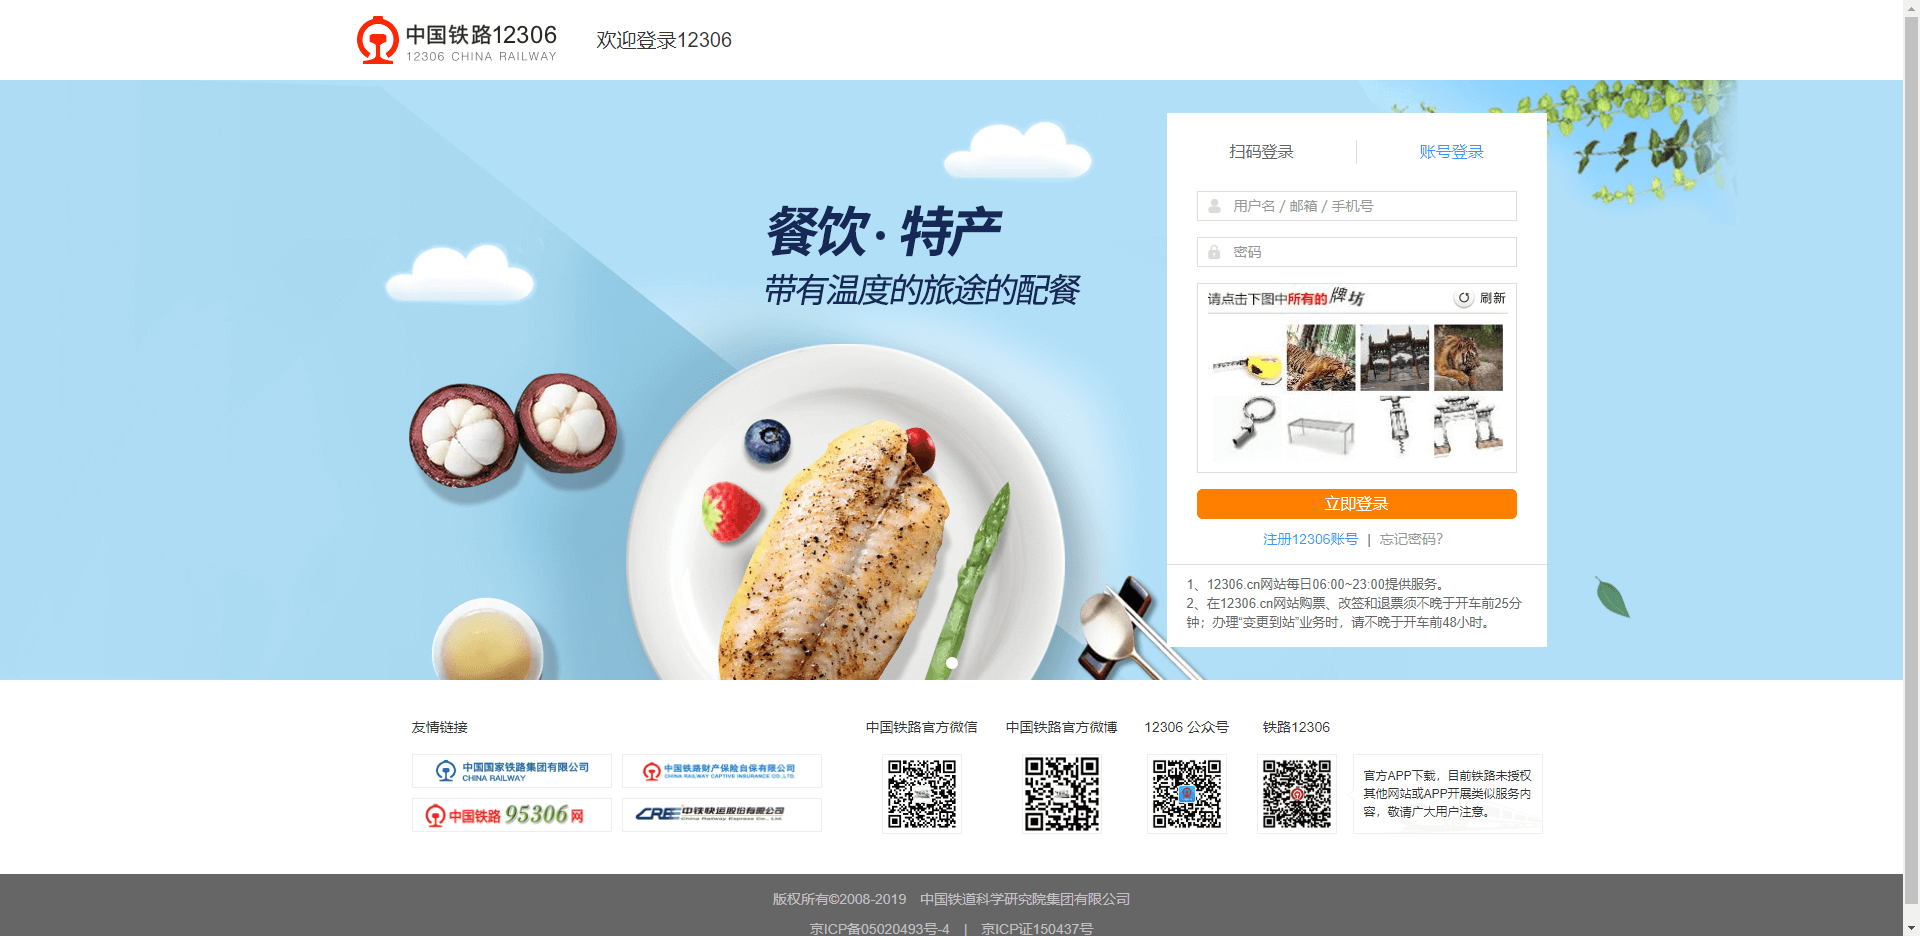 中国铁路12306
12306 CHINA RAILWAY
欢迎登录12306
餐饮·特产
带有温度的旅途的配餐
扫码登录
账号登录
用户名 / 邮箱 / 手机号
密码
请点击下图中所有的牌坊
刷新
立即登录
注册12306账号 | 忘记密码?
1、12306.cn网站每日06:00~23:00提供服务。
2、在12306.cn网站购票、改签和退票须不晚于开车前25分
钟；办理“变更到站”业务时，请不晚于开车前48小时。
友情链接
中国国家铁路集团有限公司
CHINA RAILWAY
中国铁路财产保险自保有限公司
CHINA RAILWAY CAPTIVE INSURANCE CO.,LTD.
中国铁路 95306 网
CRE 中铁快运股份有限公司
China Railway Express Co., Ltd.
中国铁路官方微信
中国铁路官方微博
12306 公众号
铁路12306
官方APP下载，目前铁路未授权
其他网站或APP开展类似服务内
容，敬请广大用户注意。
版权所有©2008-2019 中国铁道科学研究院集团有限公司
京ICP备05020493号-4 | 京ICP证150437号